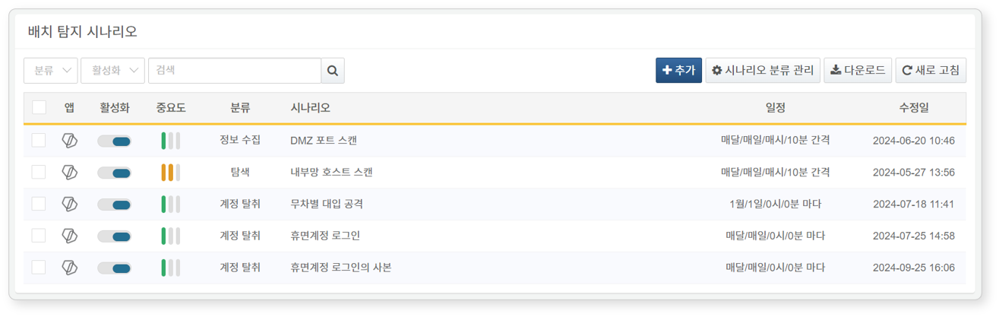 배치 탐지 시나리오
분류 활성화 검색 추가 시나리오 분류 관리 다운로드 새로 고침
앱 활성화 중요도 분류 시나리오 일정 수정일
정보 수집 DMZ 포트 스캔 매달/매일/매시/10분 간격 2024-06-20 10:46
탐색 내부망 호스트 스캔 매달/매일/매시/10분 간격 2024-05-27 13:56
계정 탈취 무차별 대입 공격 1월/1일/0시/0분 마다 2024-07-18 11:41
계정 탈취 휴면계정 로그인 매달/매일/0시/0분 마다 2024-07-25 14:58
계정 탈취 휴면계정 로그인의 사본 매달/매일/0시/0분 마다 2024-09-25 16:06